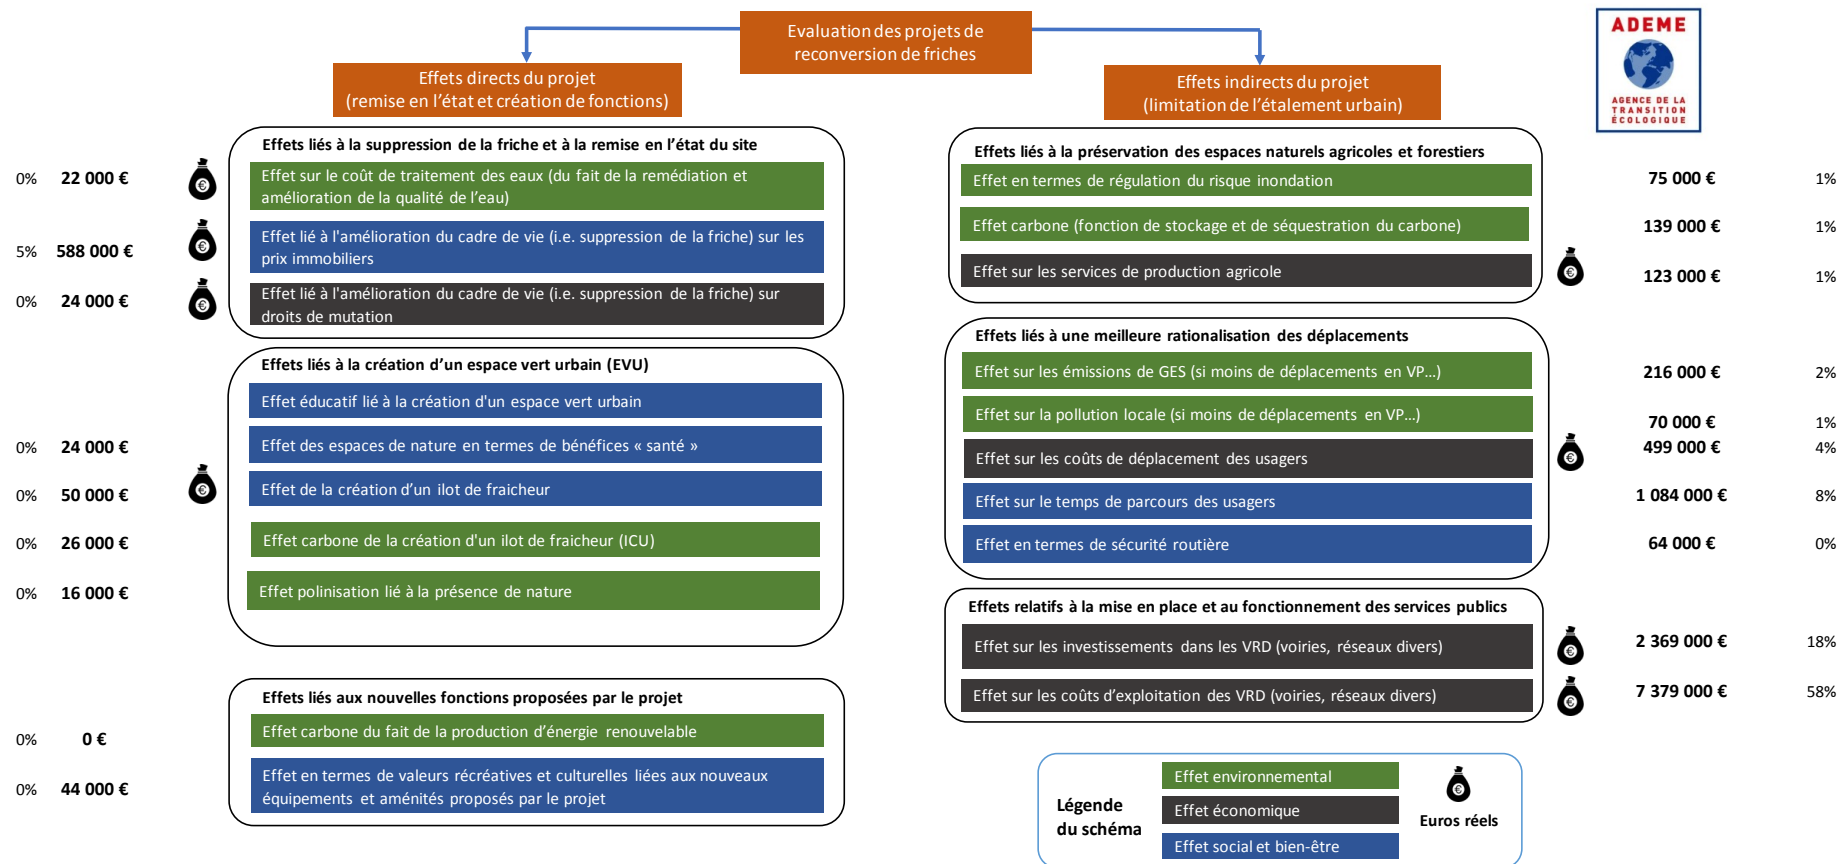 Evaluation des projets de
reconversion de friches
ADEME
AGENCE DE LA
TRANSITION
ÉCOLOGIQUE
Effets directs du projet
(remise en l'état et création de fonctions)
Effets indirects du projet
(limitation de l'étalement urbain)
Effets liés à la suppression de la friche et à la remise en l'état du site
0% 22 000 € €
Effet sur le coût de traitement des eaux (du fait de la remédiation et
amélioration de la qualité de l'eau)
5% 588 000 € €
Effet lié à l'amélioration du cadre de vie (i.e. suppression de la friche) sur les
prix immobiliers
0% 24 000 € €
Effet lié à l'amélioration du cadre de vie (i.e. suppression de la friche) sur
droits de mutation
Effets liés à la création d'un espace vert urbain (EVU)
Effet éducatif lié à la création d'un espace vert urbain
0% 24 000 € Effet des espaces de nature en termes de bénéfices « santé »
0% 50 000 € € Effet de la création d'un ilot de fraicheur
0% 26 000 € Effet carbone de la création d'un ilot de fraicheur (ICU)
0% 16 000 € Effet polinisation lié à la présence de nature
Effets liés aux nouvelles fonctions proposées par le projet
0% 0 € Effet carbone du fait de la production d'énergie renouvelable
0% 44 000 €
Effet en termes de valeurs récréatives et culturelles liées aux nouveaux
équipements et aménités proposés par le projet
Effets liés à la préservation des espaces naturels agricoles et forestiers
Effet en termes de régulation du risque inondation 75 000 € 1%
Effet carbone (fonction de stockage et de séquestration du carbone) 139 000 € 1%
Effet sur les services de production agricole € 123 000 € 1%
Effets liés à une meilleure rationalisation des déplacements
Effet sur les émissions de GES (si moins de déplacements en VP...) 216 000 € 2%
Effet sur la pollution locale (si moins de déplacements en VP...) 70 000 € 1%
Effet sur les coûts de déplacement des usagers € 499 000 € 4%
Effet sur le temps de parcours des usagers 1 084 000 € 8%
Effet en termes de sécurité routière 64 000 € 0%
Effets relatifs à la mise en place et au fonctionnement des services publics
Effet sur les investissements dans les VRD (voiries, réseaux divers) € 2 369 000 € 18%
Effet sur les coûts d'exploitation des VRD (voiries, réseaux divers) € 7 379 000 € 58%
Légende
du schéma
Effet environnemental
Effet économique
Effet social et bien-être
€
Euros réels